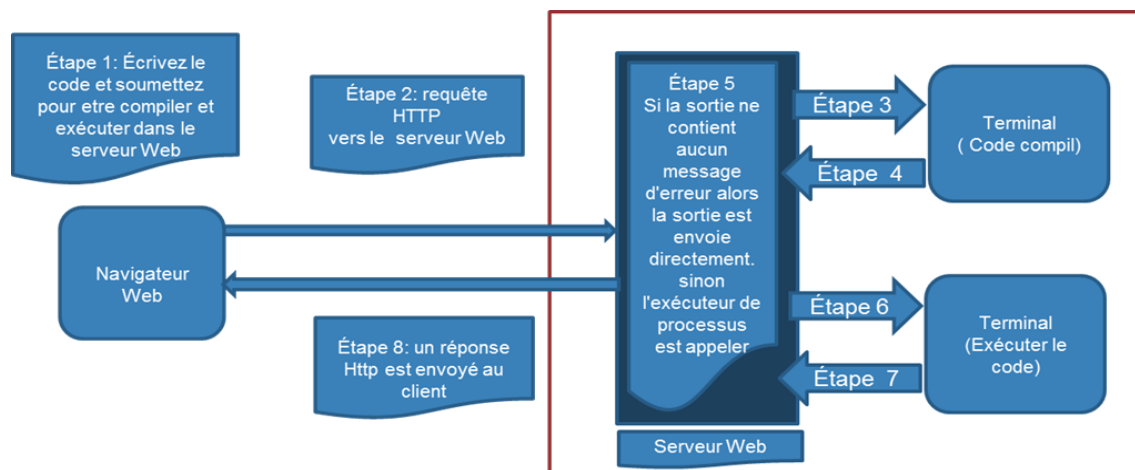 Étape 1: Écrivez le
code et soumettez
pour etre compiler et
exécuter dans le
serveur Web
Étape 2: requête
HTTP
vers le serveur Web
Navigateur
Web
Étape 8: un réponse
Http est envoyé au
client
Étape 5
Si la sortie ne
contient
aucun
message
d'erreur alors
la sortie est
envoie
directement.
sinon
l'exécuteur de
processus
est appeler
Serveur Web
Étape 3
Étape 4
Terminal
( Code compil)
Étape 6
Étape 7
Terminal
(Exécuter le
code)